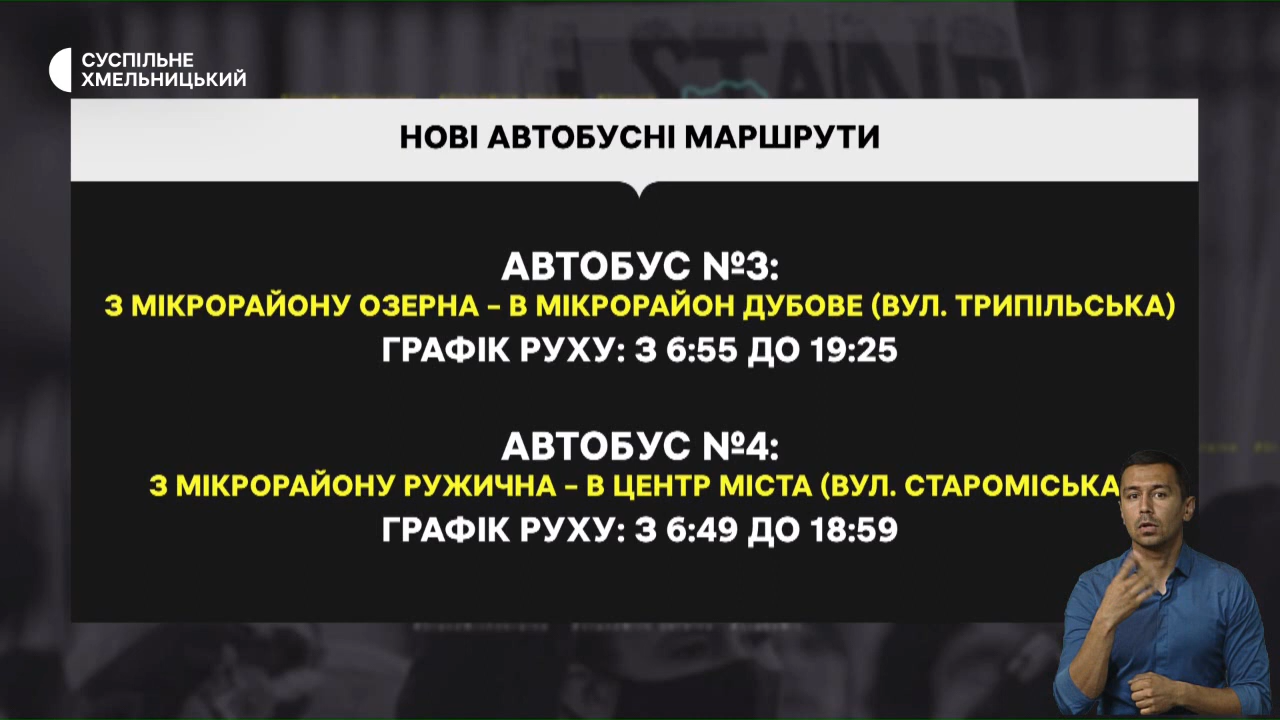 СУСПІЛЬНЕ
ХМЕЛЬНИЦЬКИЙ
НОВІ АВТОБУСНІ МАРШРУТИ
АВТОБУС №3:
З МІКРОРАЙОНУ ОЗЕРНА – В МІКРОРАЙОН ДУБОВЕ (ВУЛ. ТРИПІЛЬСЬКА)
ГРАФІК РУХУ: З 6:55 ДО 19:25
АВТОБУС №4:
З МІКРОРАЙОНУ РУЖИЧНА – В ЦЕНТР МІСТА (ВУЛ. СТАРОМІСЬКА
ГРАФІК РУХУ: З 6:49 ДО 18:59